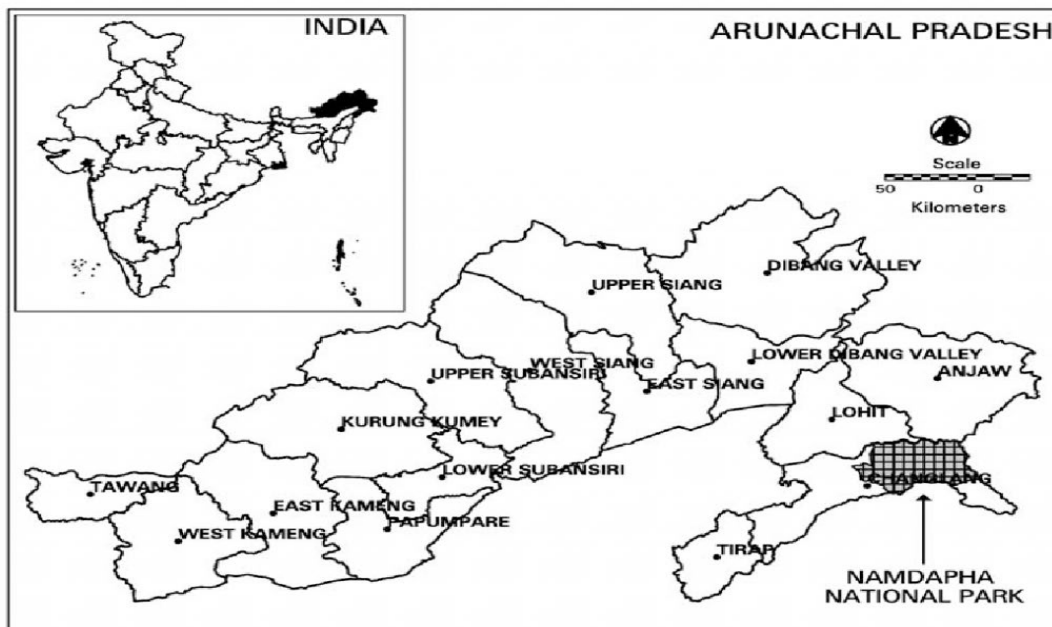 INDIA
ARUNACHAL PRADESH
Scale
50 0
Kilometers
DIBANG VALLEY
UPPER SIANG
WEST SIANG
LOWER DIBANG VALLEY
UPPER SUBANSIRI
EAST SIANG
ANJAW
KURUNG KUMEY
LOHIT
LOWER SUBANSIRI
CHANGLANG
TAWANG
EAST KAMENG
PAPUMPARE
WEST KAMENG
TIRAP
NAMDAPHA
NATIONAL PARK